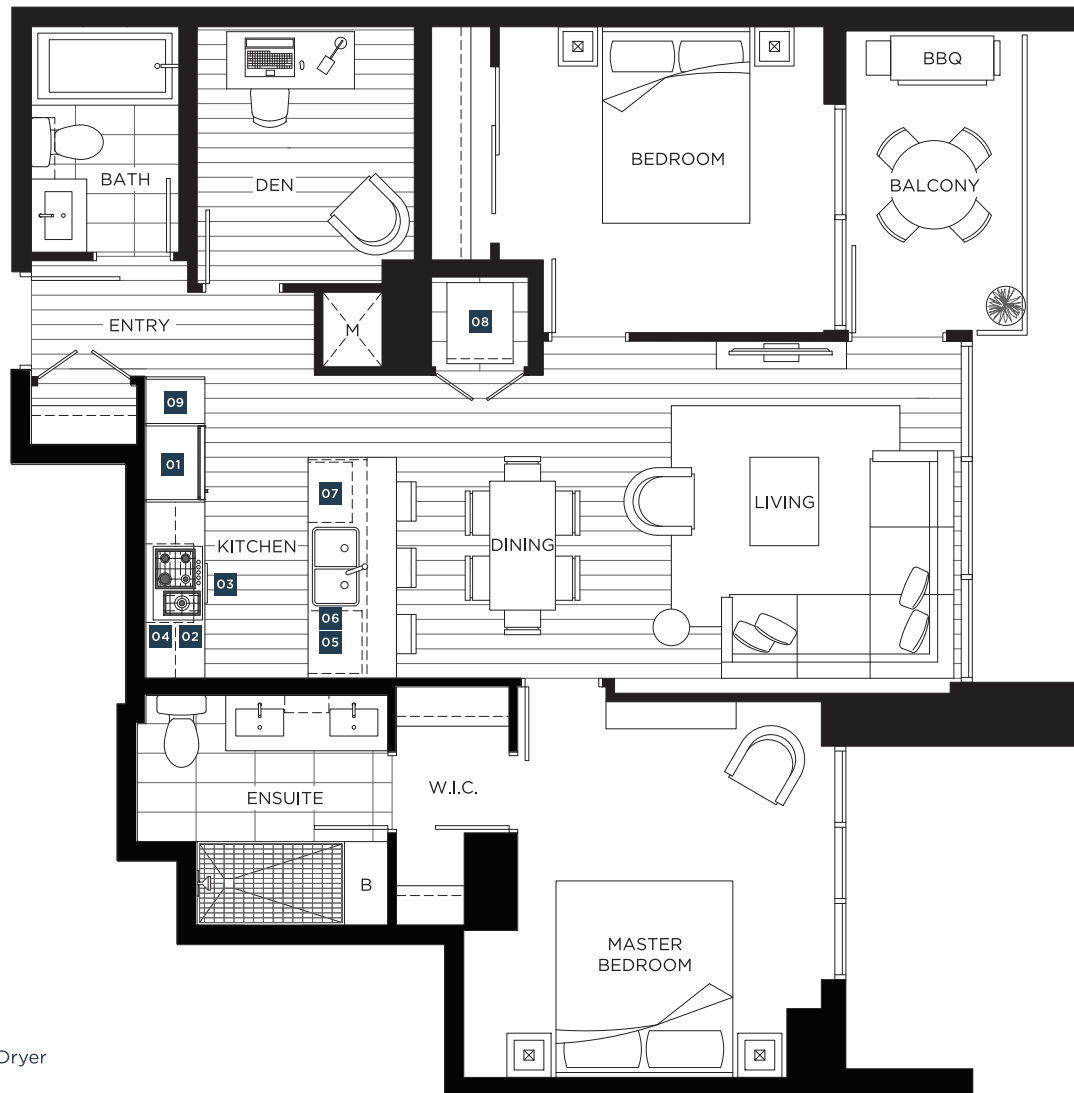 BBQ
BEDROOM
BATH
DEN
BALCONY
08
ENTRY
M
09
01
07
LIVING
KITCHEN
DINING
03
06
04
02
05
W.I.C.
ENSUITE
B
MASTER
BEDROOM
Dryer